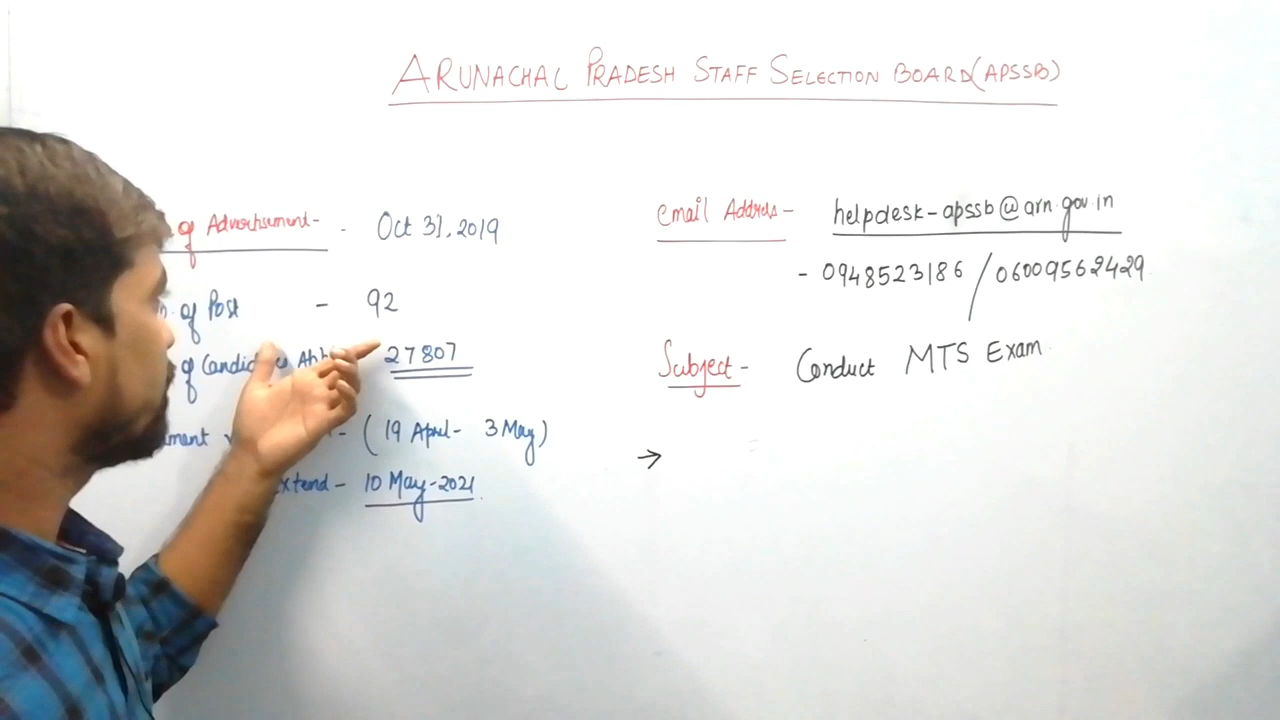 ARUNACHAL PRADESH STAFF SELECTION BOARD (APSSB)
of Advertisement - - Oct 31, 2019
of Post - 92
of Candid 27807
- (19 April - 3 May)
xtend - 10 May - 2021
email Address - helpdesk-apssb@arn.gov.in
- 0948523186 / 06009562429
Subject - Conduct MTS Exam
→